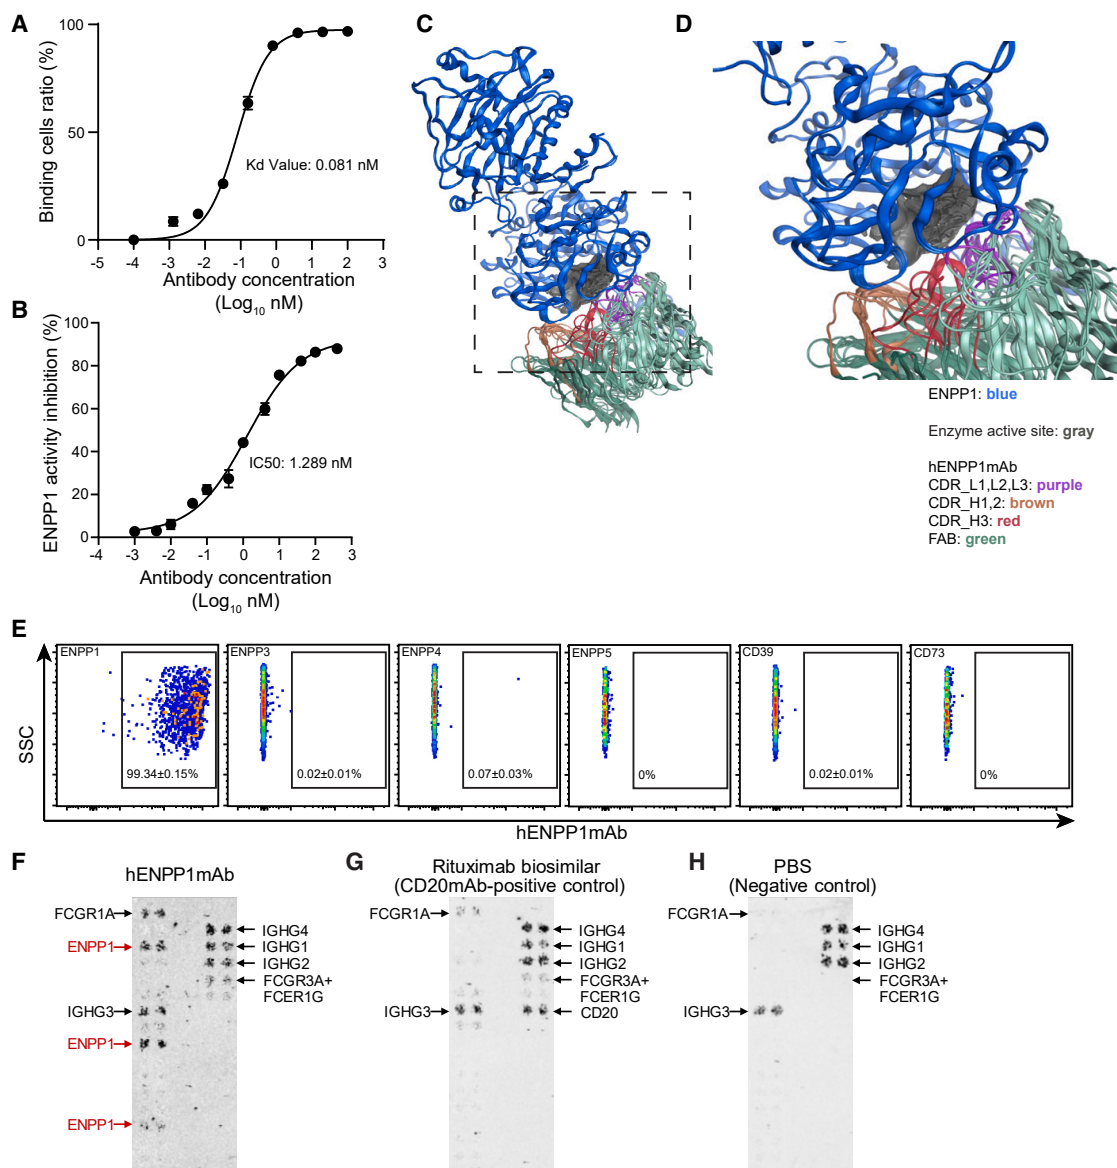 A
Binding cells ratio (%)
100
50
0
Kd Value: 0.081 nM
-5 -4 -3 -2 -1 0 1 2 3
Antibody concentration
(Log10 nM)
B
ENPP1 activity inhibition (%)
100
80
60
40
20
0
IC50: 1.289 nM
-4 -3 -2 -1 0 1 2 3
Antibody concentration
(Log10 nM)
C
D
ENPP1: blue
Enzyme active site: gray
hENPP1mAb
CDR_L1,L2,L3: purple
CDR_H1,2: brown
CDR_H3: red
FAB: green
E
SSC
ENPP1
99.34±0.15%
ENPP3
0.02±0.01%
ENPP4
0.07±0.03%
ENPP5
0%
CD39
0.02±0.01%
CD73
0%
hENPP1mAb
F
hENPP1mAb
FCGR1A
ENPP1
IGHG3
ENPP1
ENPP1
IGHG4
IGHG1
IGHG2
FCGR3A+
FCER1G
G
Rituximab biosimilar
(CD20mAb-positive control)
FCGR1A
IGHG3
IGHG4
IGHG1
IGHG2
FCGR3A+
FCER1G
CD20
H
PBS
(Negative control)
FCGR1A
IGHG3
IGHG4
IGHG1
IGHG2
FCGR3A+
FCER1G